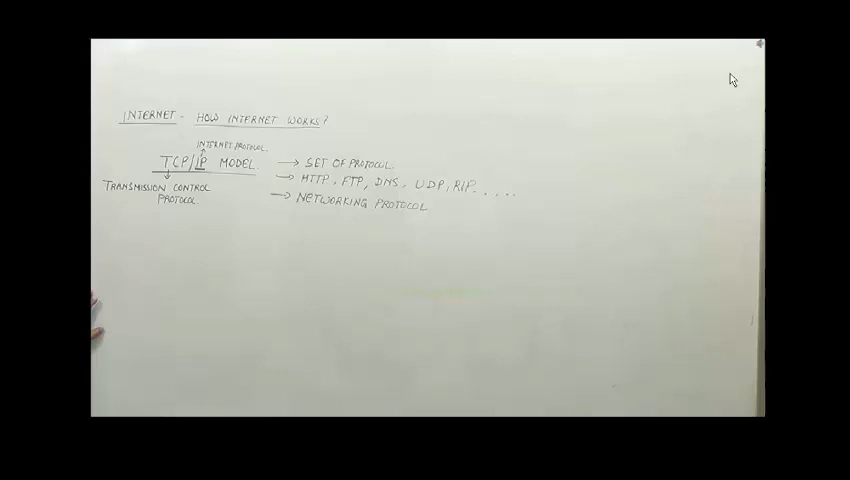 INTERNET - HOW INTERNET WORKS?
INTERNET PROTOCOL.
TCP/IP MODEL. → SET OF PROTOCOL.
→ HTTP, FTP, DNS, UDP, RIP. . . . .
TRANSMISSION CONTROL
PROTOCOL.
→ NETWORKING PROTOCOL